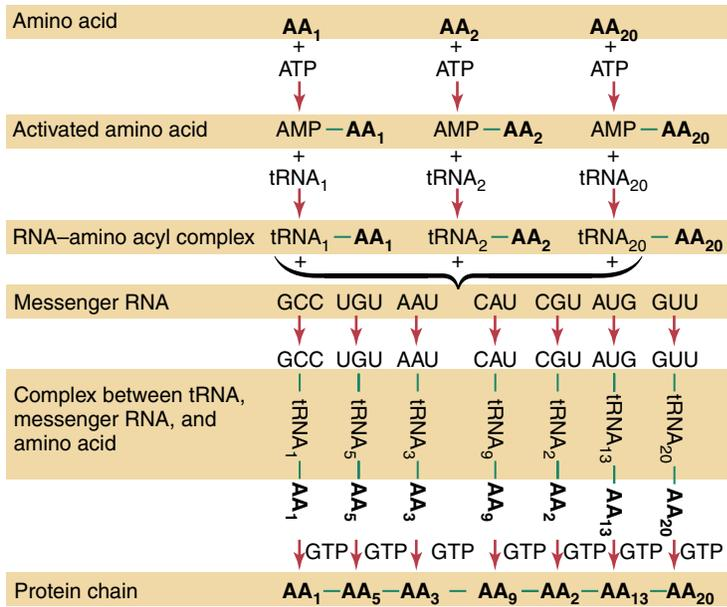 Amino acid AA₁ AA₂ AA₂₀
+ + +
ATP ATP ATP
Activated amino acid AMP–AA₁ AMP–AA₂ AMP–AA₂₀
+ + +
tRNA₁ tRNA₂ tRNA₂₀
RNA–amino acyl complex tRNA₁–AA₁ tRNA₂–AA₂ tRNA₂₀–AA₂₀
+ + +
Messenger RNA GCC UGU AAU CAU CGU AUG GUU
GCC UGU AAU CAU CGU AUG GUU
Complex between tRNA,
messenger RNA, and
amino acid
tRNA₁ tRNA₅ tRNA₃ tRNA₉ tRNA₂ tRNA₁₃ tRNA₂₀
AA₁ AA₅ AA₃ AA₉ AA₂ AA₁₃ AA₂₀
GTP GTP GTP GTP GTP GTP GTP
Protein chain AA₁–AA₅–AA₃–AA₉–AA₂–AA₁₃–AA₂₀